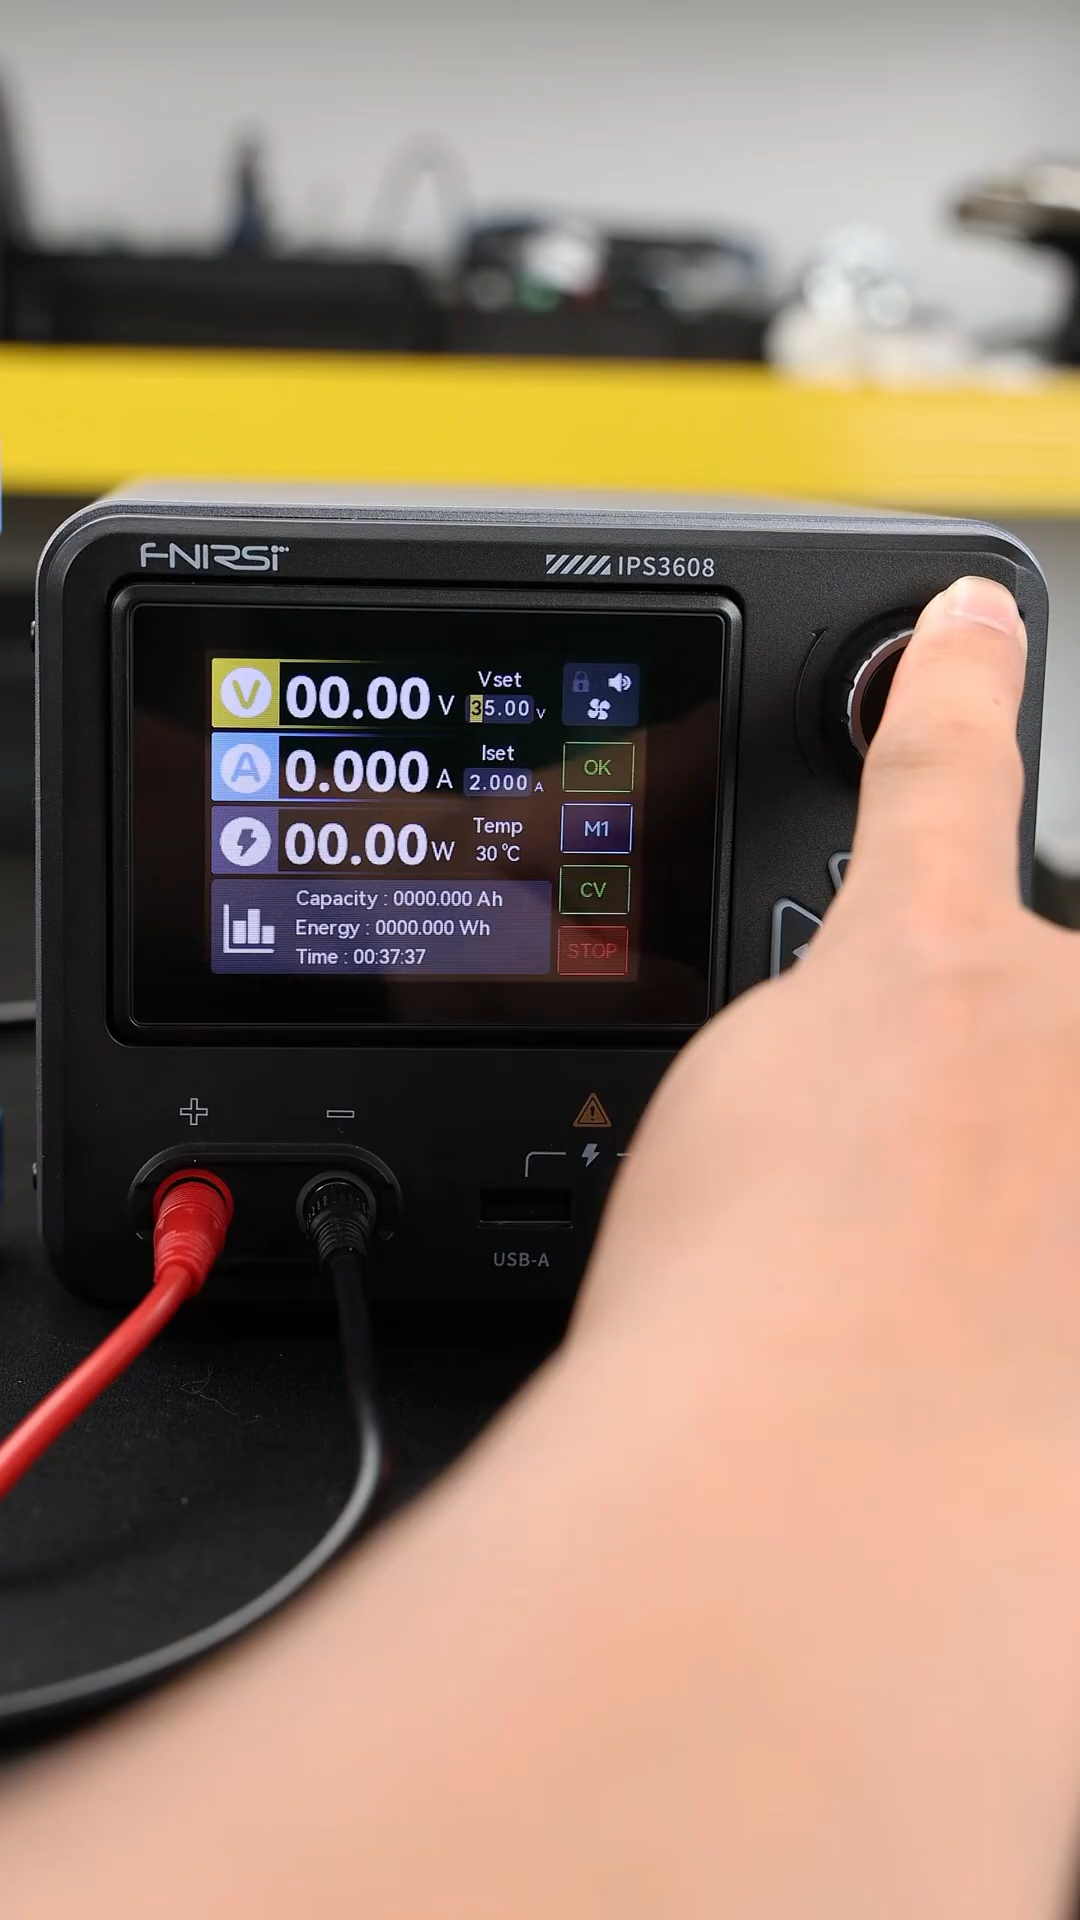 FNIRSI
IPS3608
V 00.00 V
Vset
35.00 V
A 0.000 A
Iset
2.000 A
00.00 W
Temp
30 °C
OK
M1
CV
STOP
Capacity : 0000.000 Ah
Energy : 0000.000 Wh
Time : 00:37:37
USB-A